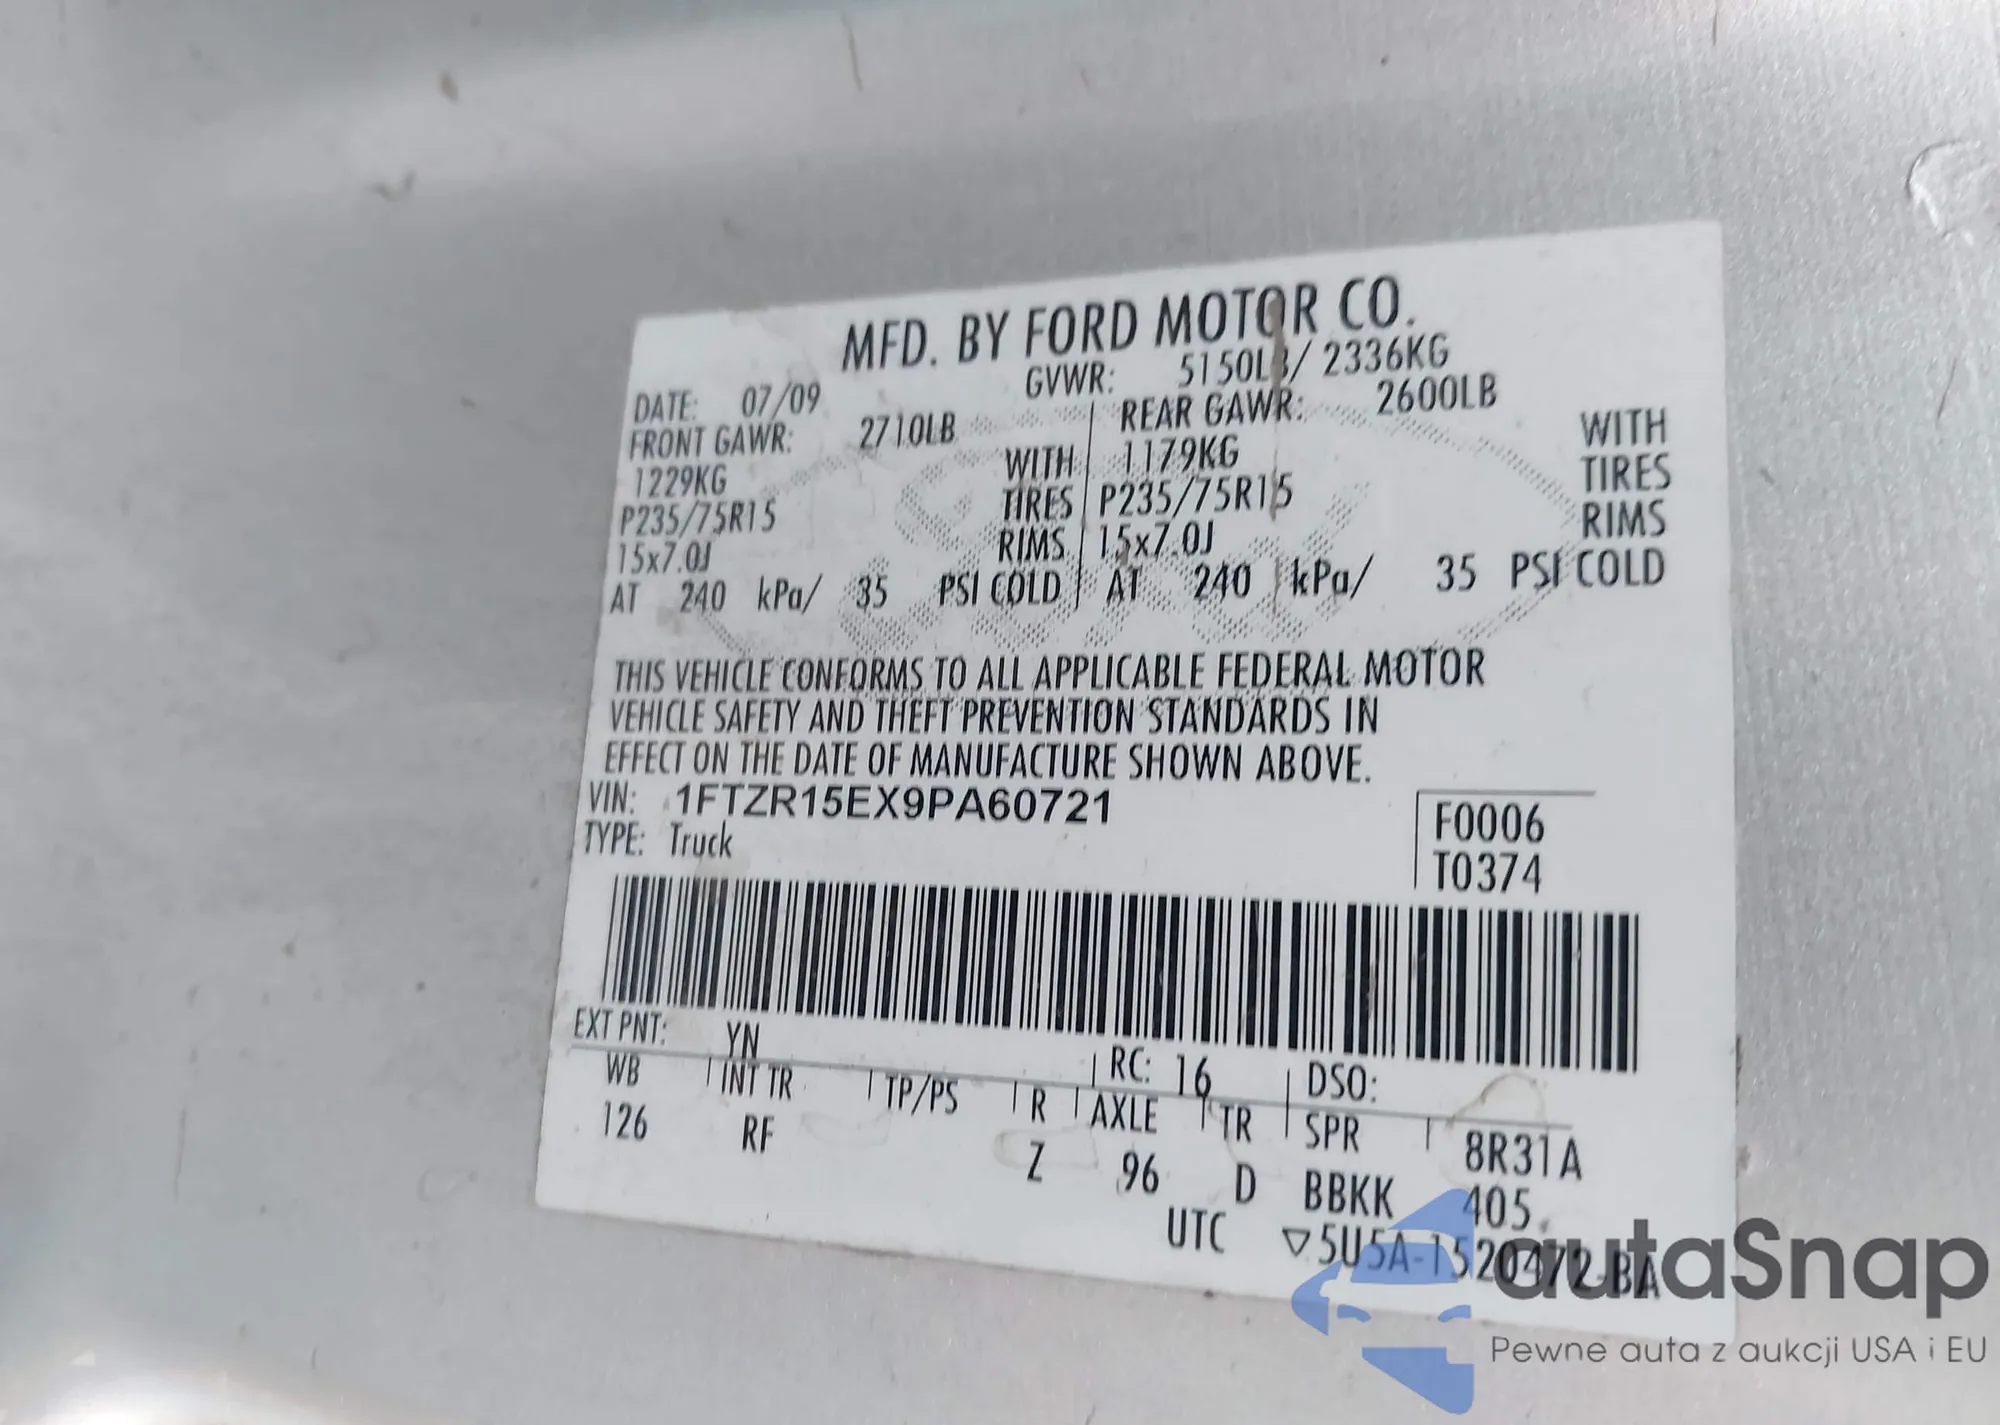 MFD. BY FORD MOTOR CO.
DATE: 07/09 GVWR: 5150LB/ 2336KG
FRONT GAWR: 2710LB REAR GAWR: 2600LB
1229KG WITH 1179KG WITH
P235/75R15 TIRES P235/75R15 TIRES
15x7.0J RIMS 15x7.0J RIMS
AT 240 kPa/ 35 PSI COLD AT 240 kPa/ 35 PSI COLD
THIS VEHICLE CONFORMS TO ALL APPLICABLE FEDERAL MOTOR
VEHICLE SAFETY AND THEFT PREVENTION STANDARDS IN
EFFECT ON THE DATE OF MANUFACTURE SHOWN ABOVE.
VIN: 1FTZR15EX9PA60721 F0006
TYPE: Truck T0374
EXT PNT: YN RC: 16 DSO:
WB INT TR TP/PS R AXLE TR SPR 8R31A
126 RF Z 96 D BBKK 405
UTC ▽5U5A-1520472-BA
autaSnap
Pewne auta z aukcji USA i EU